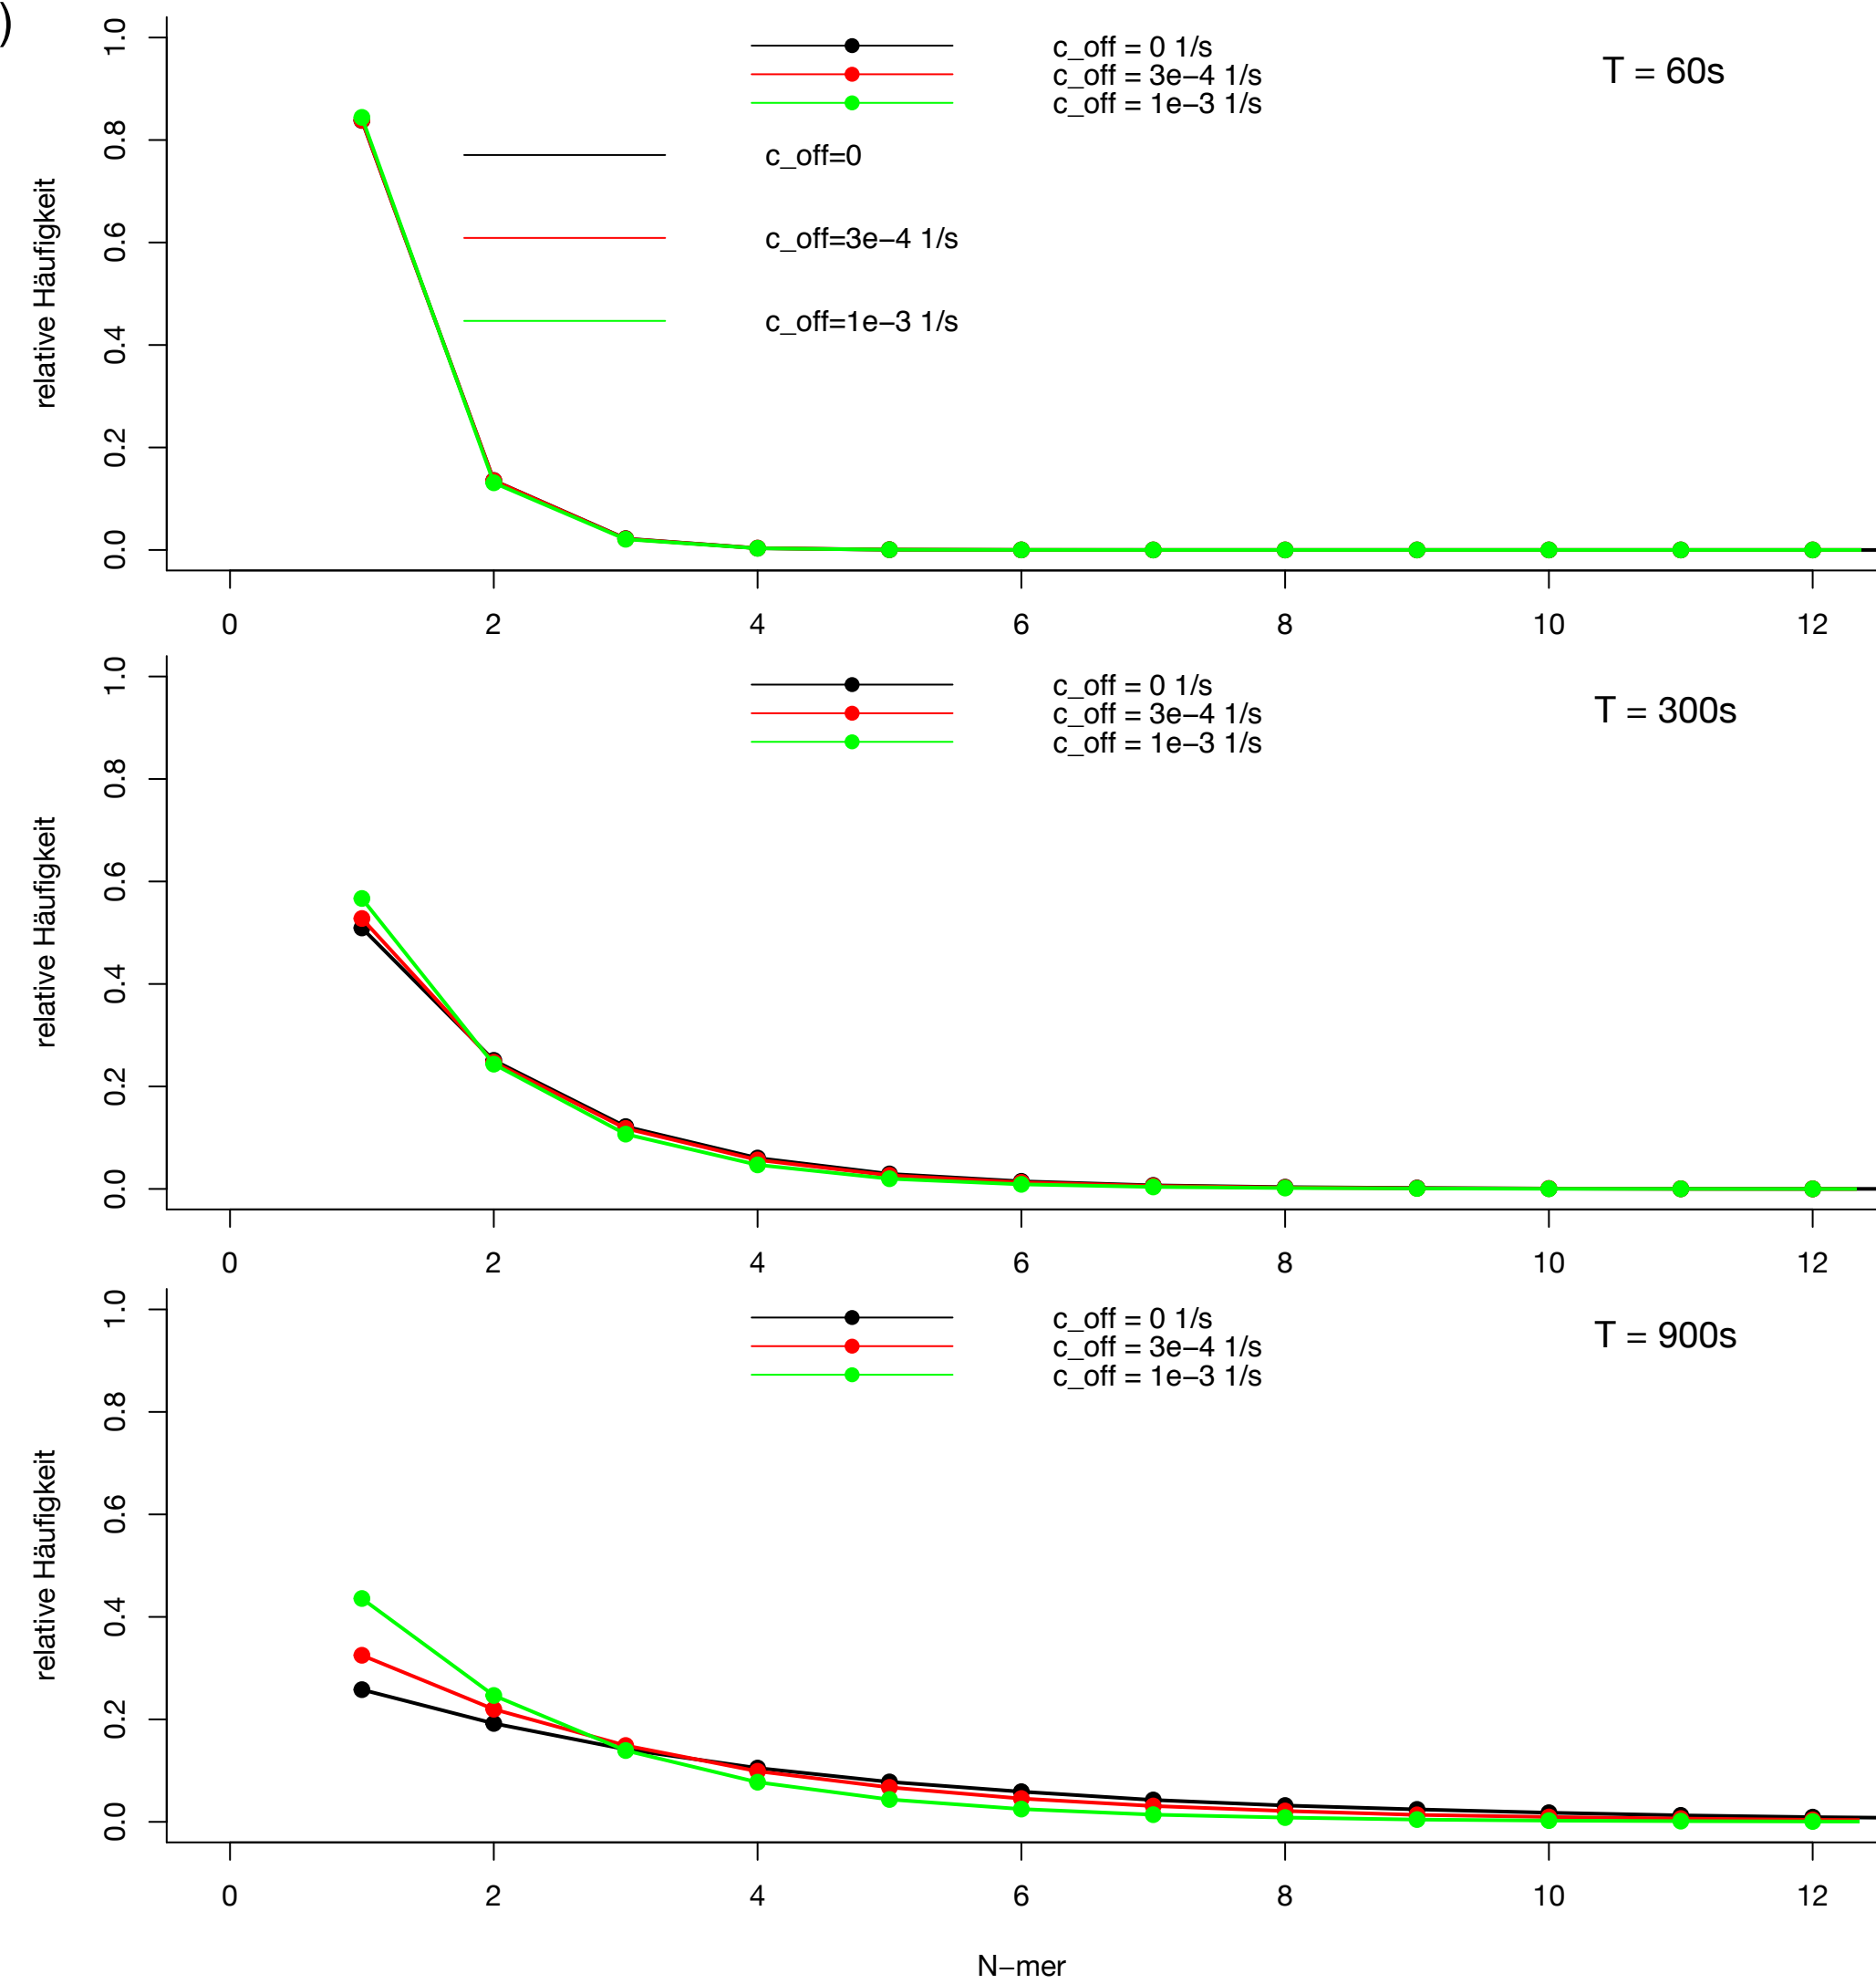 )
c_off = 0 1/s
c_off = 3e−4 1/s
c_off = 1e−3 1/s
T = 60s
c_off=0
c_off=3e−4 1/s
c_off=1e−3 1/s
relative Häufigkeit
1.0
0.8
0.6
0.4
0.2
0.0
0 2 4 6 8 10 12
c_off = 0 1/s
c_off = 3e−4 1/s
c_off = 1e−3 1/s
T = 300s
relative Häufigkeit
1.0
0.8
0.6
0.4
0.2
0.0
0 2 4 6 8 10 12
c_off = 0 1/s
c_off = 3e−4 1/s
c_off = 1e−3 1/s
T = 900s
relative Häufigkeit
1.0
0.8
0.6
0.4
0.2
0.0
0 2 4 6 8 10 12
N−mer